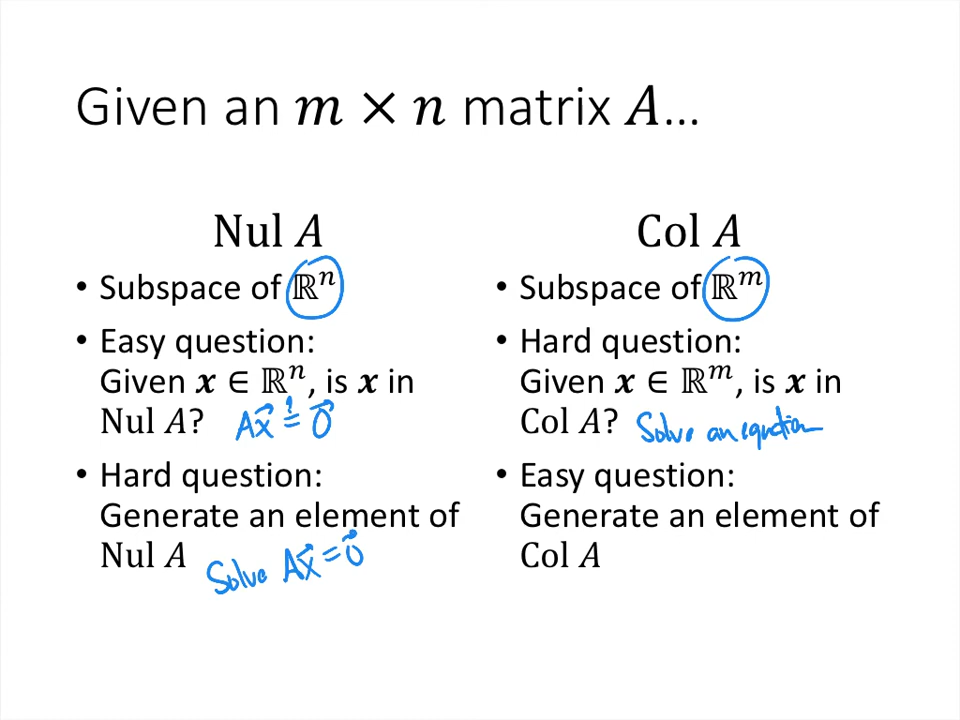 Given an 𝑚 × 𝑛 matrix 𝐴…
Nul 𝐴
• Subspace of ℝⁿ
• Easy question:
Given 𝒙 ∈ ℝⁿ, is 𝒙 in
Nul 𝐴? Ax⃗ ≟ 0⃗
• Hard question:
Generate an element of
Nul 𝐴 Solve Ax⃗ = 0⃗
Col 𝐴
• Subspace of ℝᵐ
• Hard question:
Given 𝒙 ∈ ℝᵐ, is 𝒙 in
Col 𝐴? Solve an equation
• Easy question:
Generate an element of
Col 𝐴